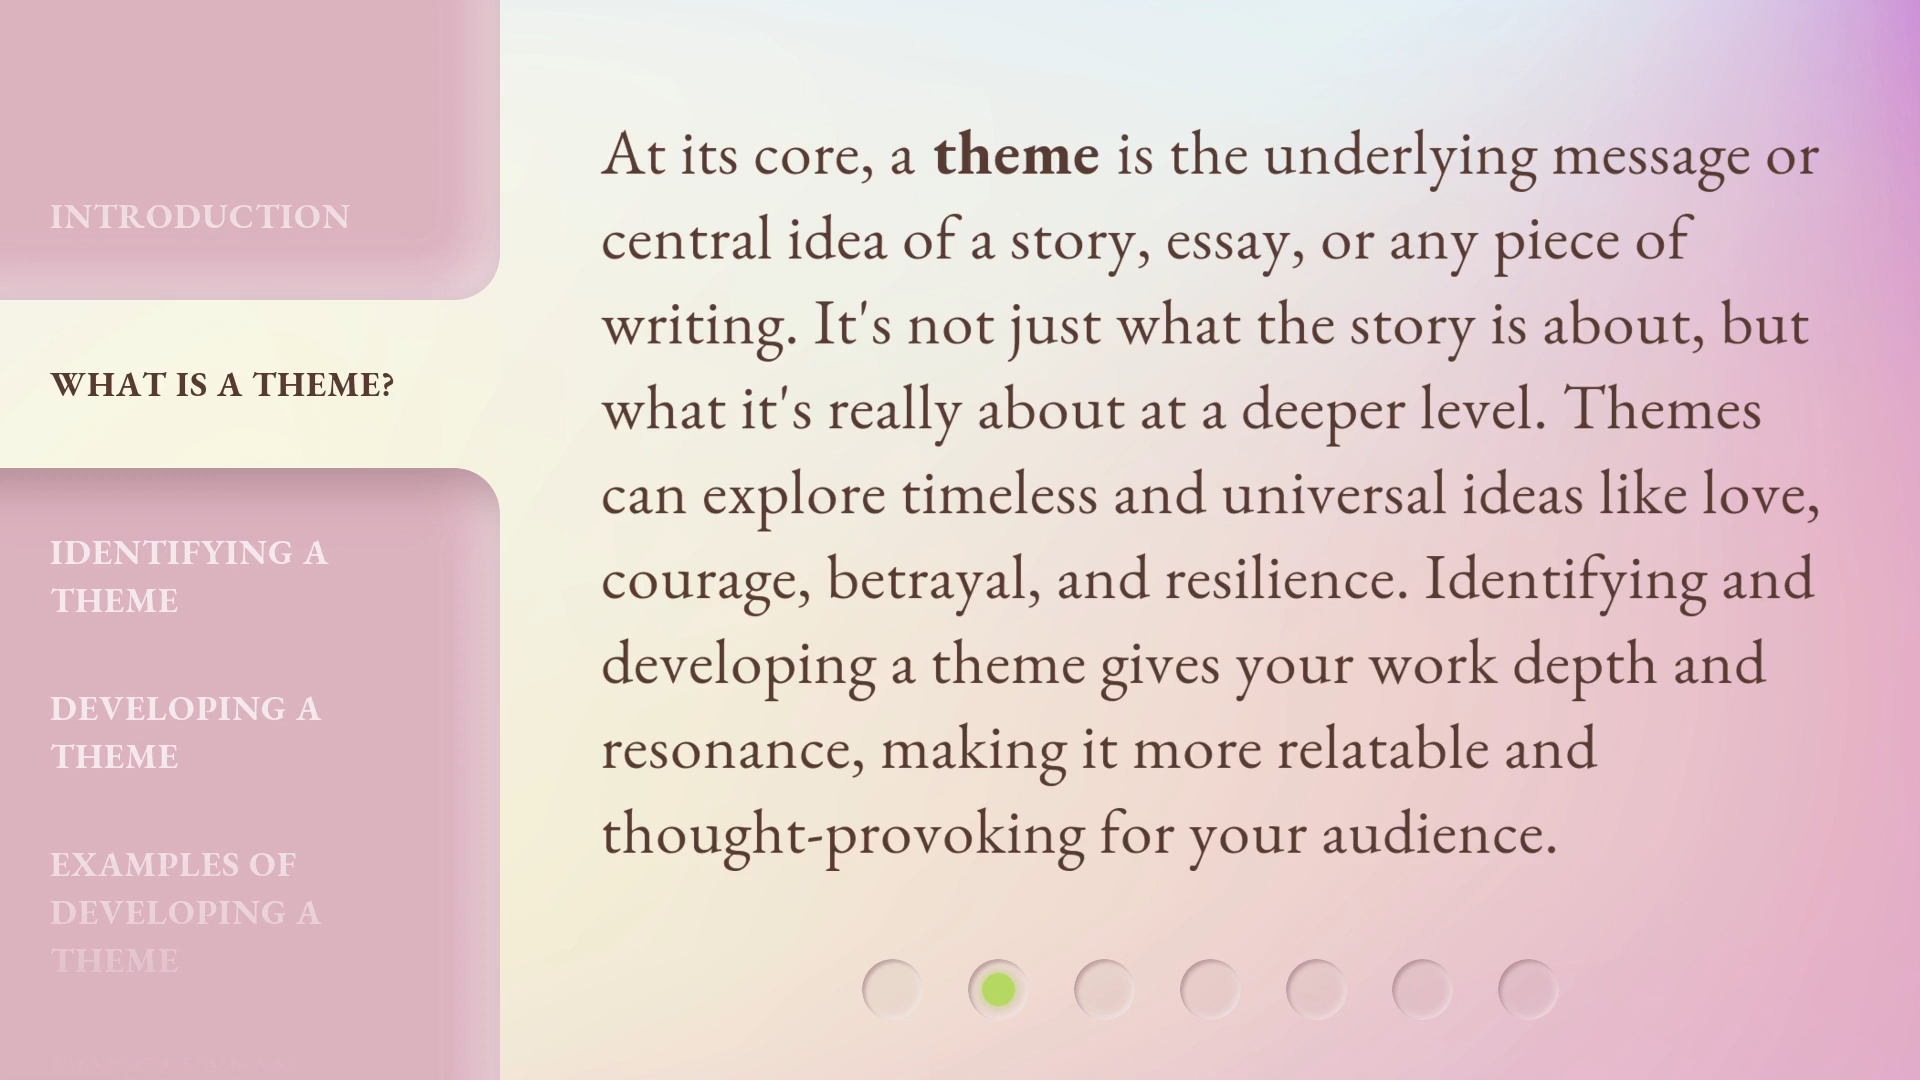 INTRODUCTION
WHAT IS A THEME?
IDENTIFYING A
THEME
DEVELOPING A
THEME
EXAMPLES OF
DEVELOPING A
THEME
At its core, a theme is the underlying message or
central idea of a story, essay, or any piece of
writing. It's not just what the story is about, but
what it's really about at a deeper level. Themes
can explore timeless and universal ideas like love,
courage, betrayal, and resilience. Identifying and
developing a theme gives your work depth and
resonance, making it more relatable and
thought-provoking for your audience.